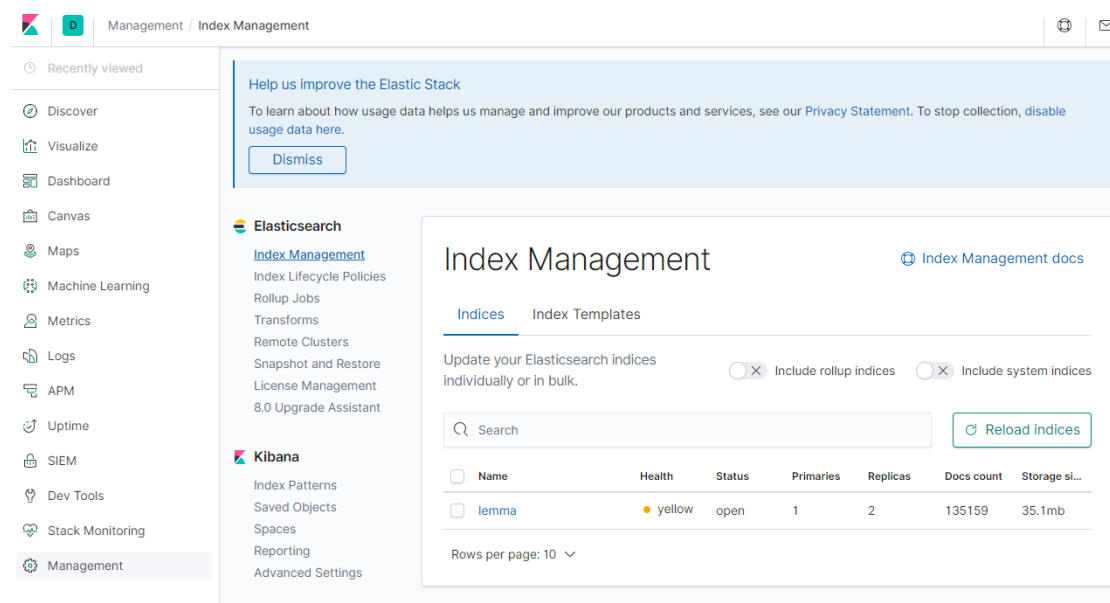 D Management / Index Management
Recently viewed
Discover
Visualize
Dashboard
Canvas
Maps
Machine Learning
Metrics
Logs
APM
Uptime
SIEM
Dev Tools
Stack Monitoring
Management
Help us improve the Elastic Stack
To learn about how usage data helps us manage and improve our products and services, see our Privacy Statement. To stop collection, disable
usage data here.
Dismiss
Elasticsearch
Index Management
Index Lifecycle Policies
Rollup Jobs
Transforms
Remote Clusters
Snapshot and Restore
License Management
8.0 Upgrade Assistant
Kibana
Index Patterns
Saved Objects
Spaces
Reporting
Advanced Settings
Index Management
Index Management docs
Indices Index Templates
Update your Elasticsearch indices
individually or in bulk.
Include rollup indices Include system indices
Search
Reload indices
Name Health Status Primaries Replicas Docs count Storage si...
lemma yellow open 1 2 135159 35.1mb
Rows per page: 10